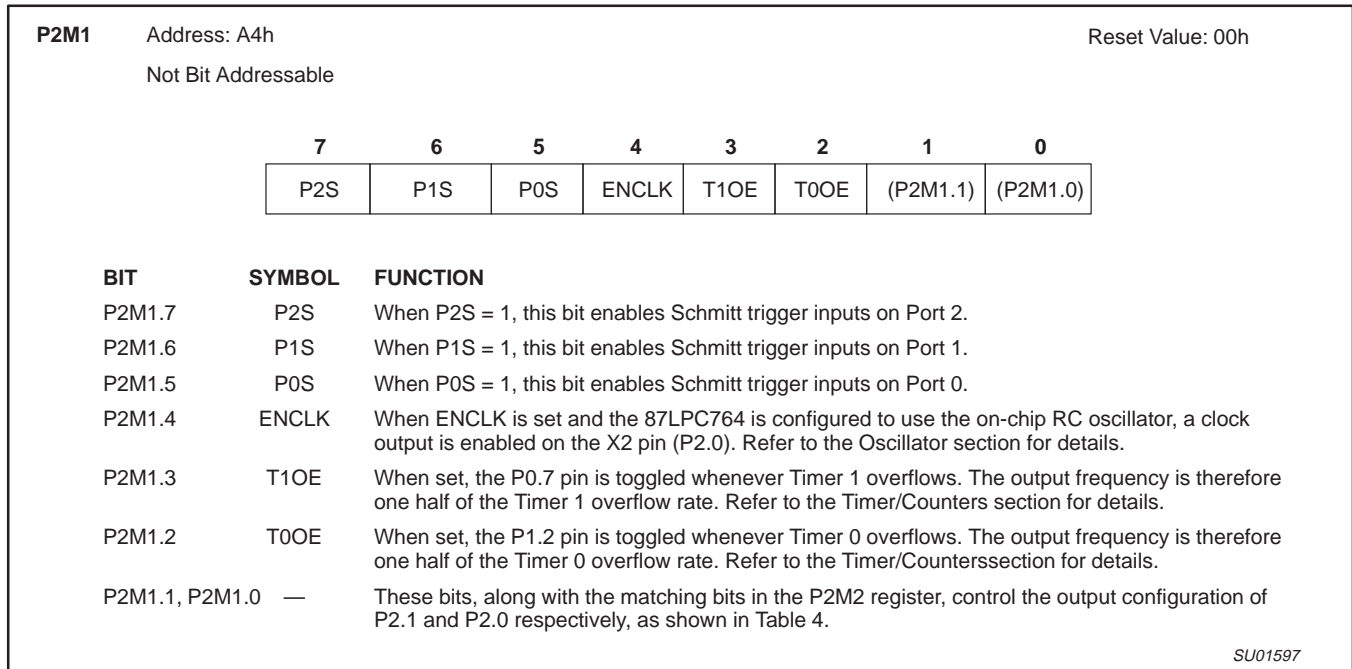 P2M1 Address: A4h Reset Value: 00h
Not Bit Addressable
7 6 5 4 3 2 1 0
P2S P1S P0S ENCLK T1OE T0OE (P2M1.1) (P2M1.0)
BIT SYMBOL FUNCTION
P2M1.7 P2S When P2S = 1, this bit enables Schmitt trigger inputs on Port 2.
P2M1.6 P1S When P1S = 1, this bit enables Schmitt trigger inputs on Port 1.
P2M1.5 P0S When P0S = 1, this bit enables Schmitt trigger inputs on Port 0.
P2M1.4 ENCLK When ENCLK is set and the 87LPC764 is configured to use the on-chip RC oscillator, a clock
output is enabled on the X2 pin (P2.0). Refer to the Oscillator section for details.
P2M1.3 T1OE When set, the P0.7 pin is toggled whenever Timer 1 overflows. The output frequency is therefore
one half of the Timer 1 overflow rate. Refer to the Timer/Counters section for details.
P2M1.2 T0OE When set, the P1.2 pin is toggled whenever Timer 0 overflows. The output frequency is therefore
one half of the Timer 0 overflow rate. Refer to the Timer/Counterssection for details.
P2M1.1, P2M1.0 — These bits, along with the matching bits in the P2M2 register, control the output configuration of
P2.1 and P2.0 respectively, as shown in Table 4.
SU01597